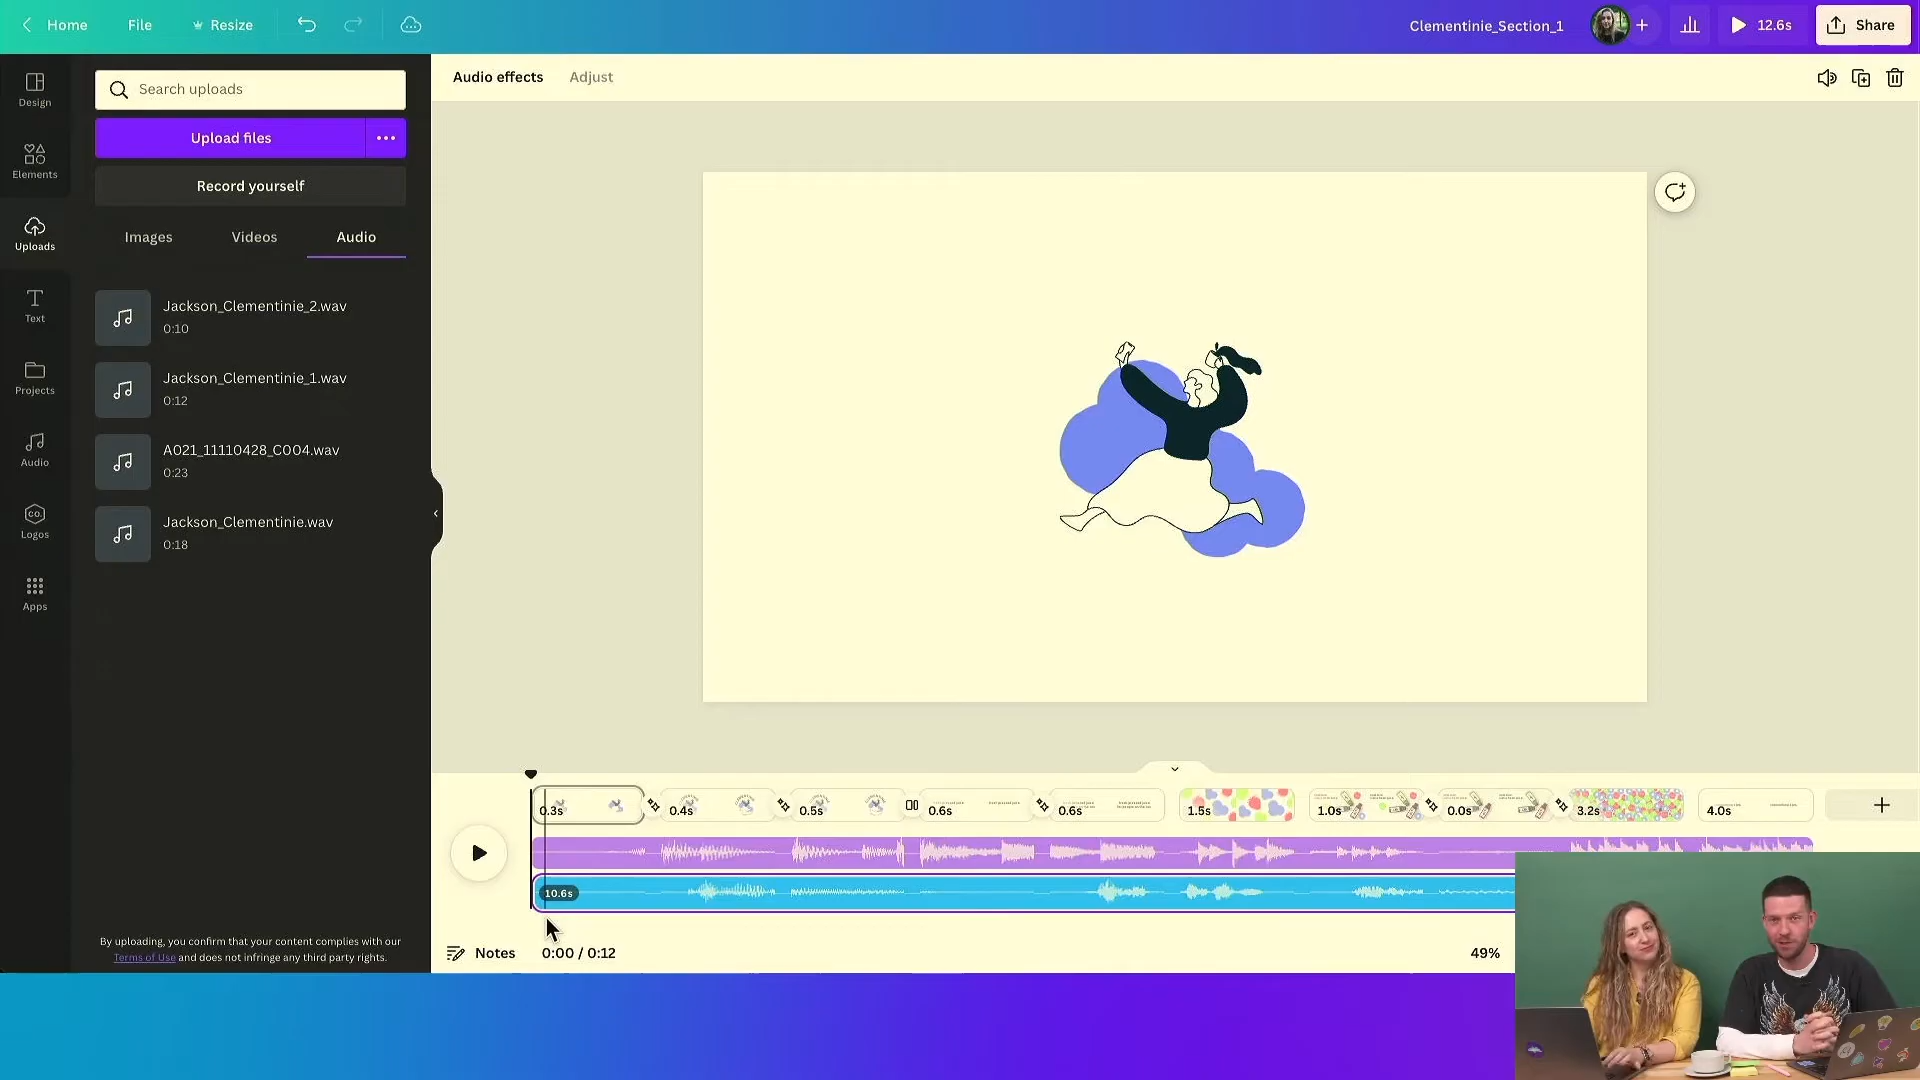 Home
File
Resize
Clementinie_Section_1
12.6s
Share
Design
Elements
Uploads
Text
Projects
Audio
co.
Logos
Apps
Search uploads
Upload files
Record yourself
Images
Videos
Audio
Jackson_Clementinie_2.wav
0:10
Jackson_Clementinie_1.wav
0:12
A021_11110428_C004.wav
0:23
Jackson_Clementinie.wav
0:18
By uploading, you confirm that your content complies with our
Terms of Use and does not infringe any third party rights.
Audio effects
Adjust
0.3s
0.4s
0.5s
0.6s
0.6s
1.5s
1.0s
0.0s
3.2s
4.0s
10.6s
Notes
0:00 / 0:12
49%